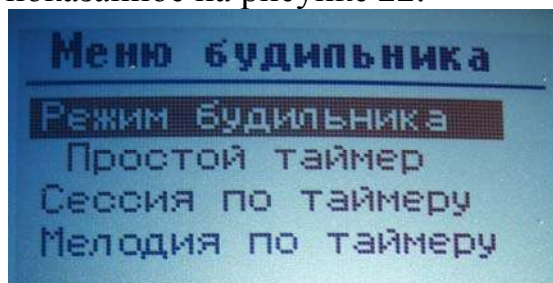 показанное на рисунке 22.
Меню будильника
Режим будильника
Простой таймер
Сессия по таймеру
Мелодия по таймеру